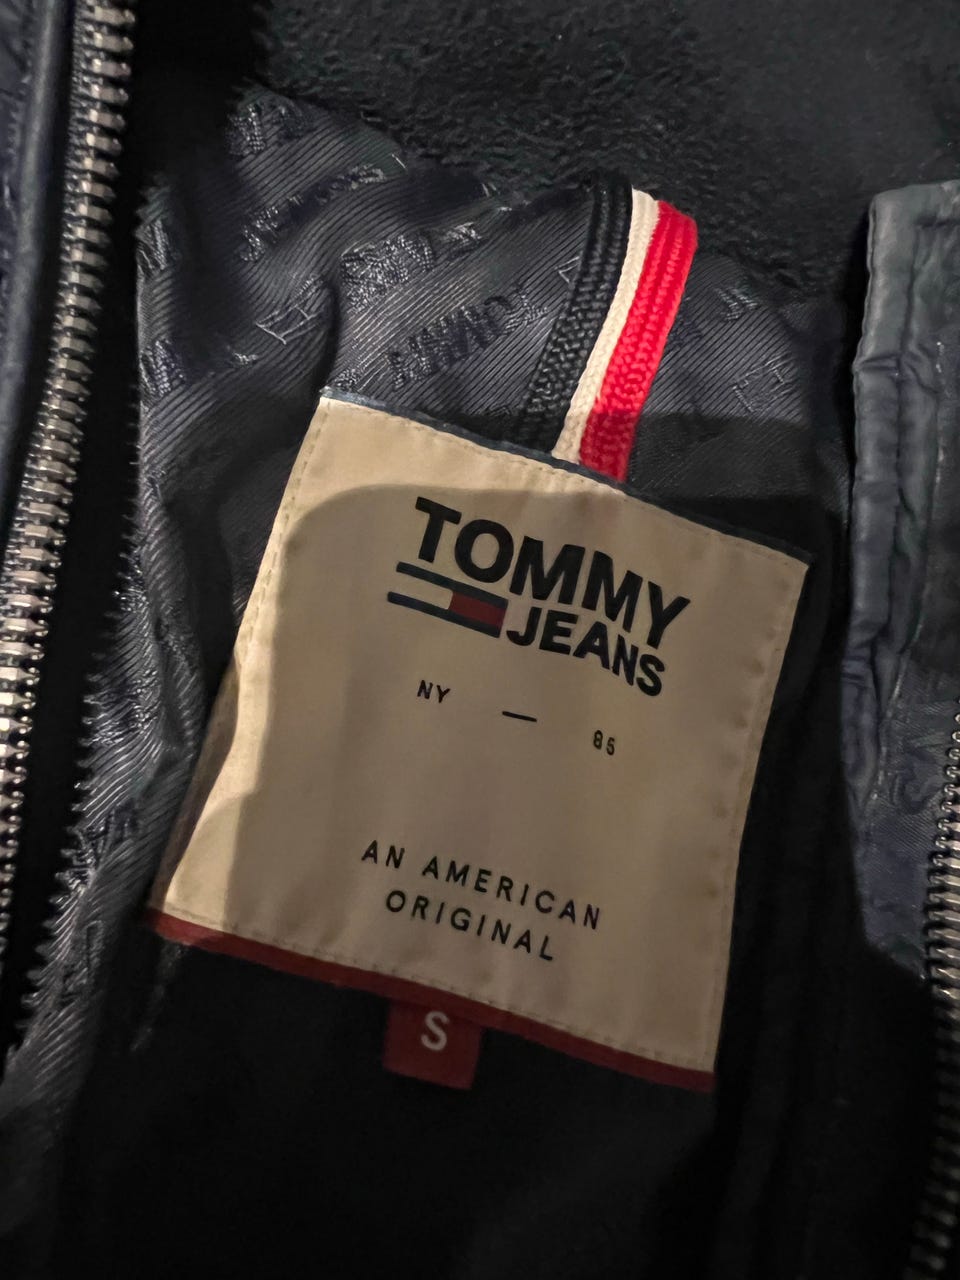 TOMMY
JEANS
NY — 85
AN AMERICAN
ORIGINAL
S